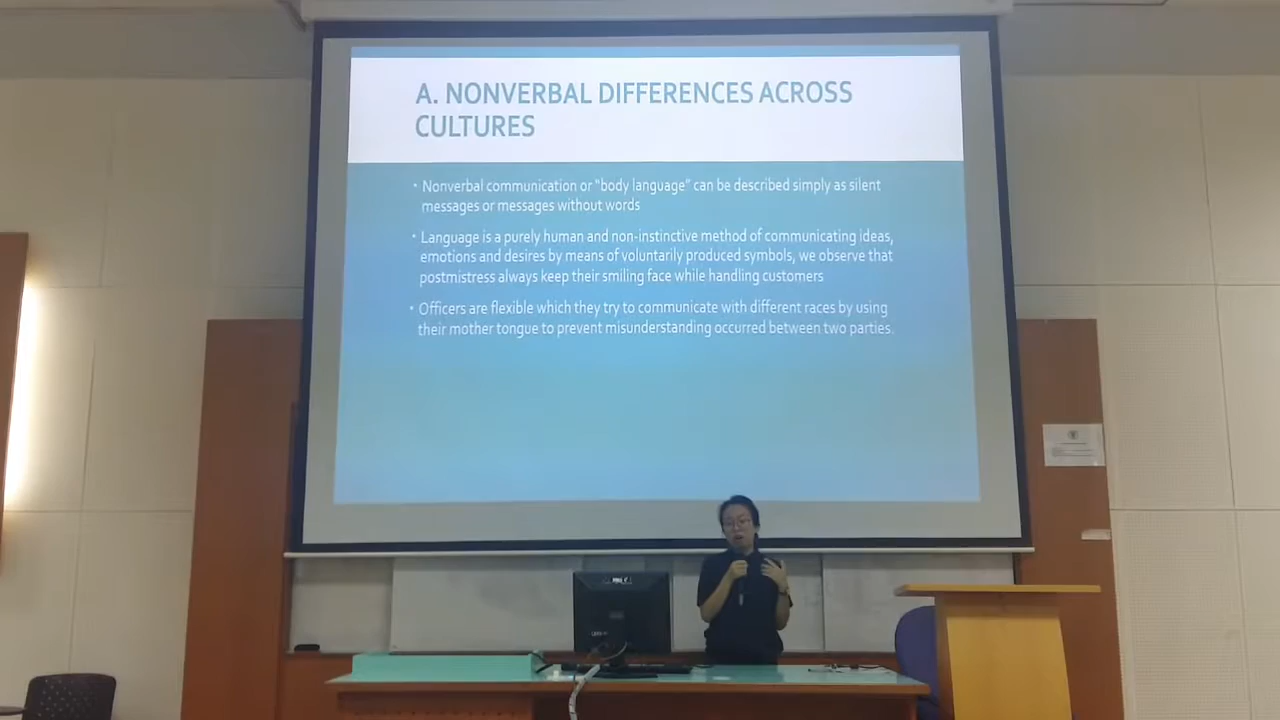 A. NONVERBAL DIFFERENCES ACROSS
CULTURES
• Nonverbal communication or "body language" can be described simply as silent
messages or messages without words
• Language is a purely human and non-instinctive method of communicating ideas,
emotions and desires by means of voluntarily produced symbols, we observe that
postmistress always keep their smiling face while handling customers
• Officers are flexible which they try to communicate with different races by using
their mother tongue to prevent misunderstanding occurred between two parties.